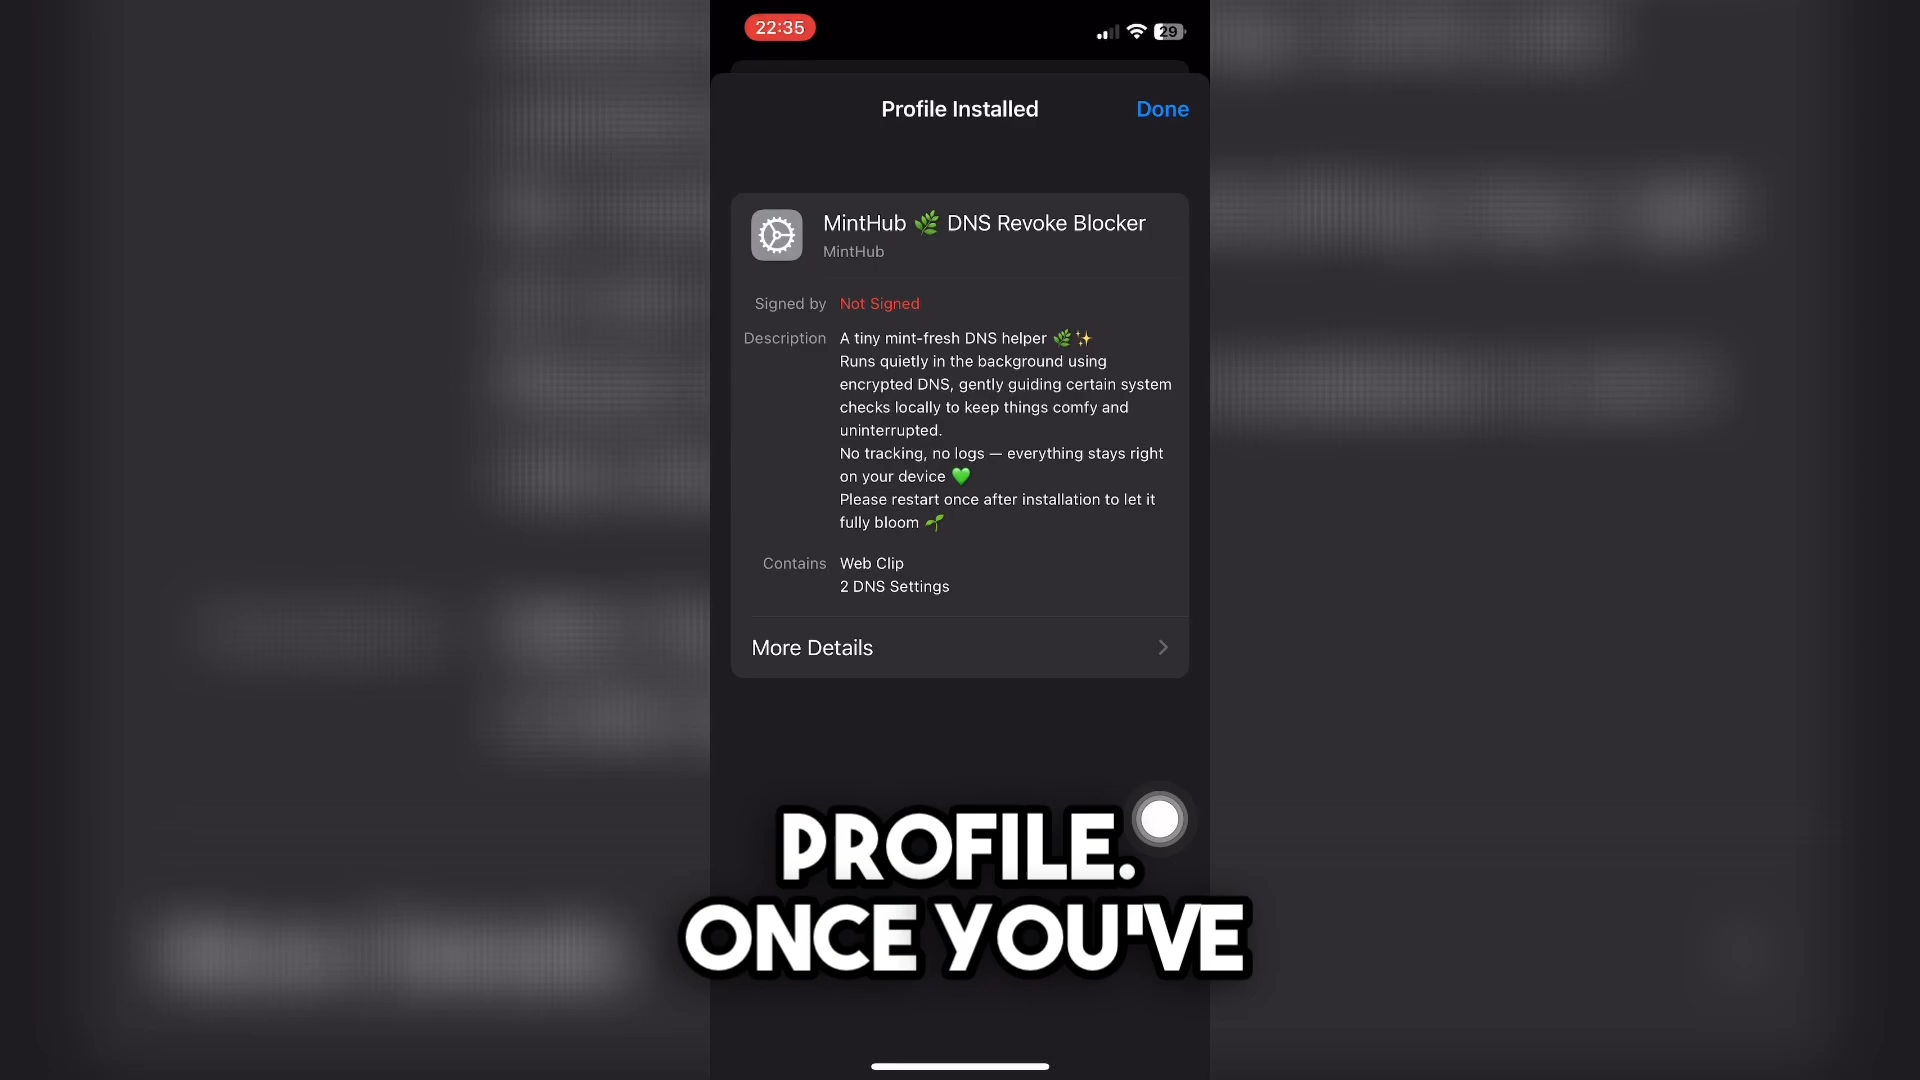 22:35
29
Profile Installed
Done
MintHub 🌿 DNS Revoke Blocker
MintHub
Signed by Not Signed
Description A tiny mint-fresh DNS helper 🌿✨
Runs quietly in the background using
encrypted DNS, gently guiding certain system
checks locally to keep things comfy and
uninterrupted.
No tracking, no logs — everything stays right
on your device 💚
Please restart once after installation to let it
fully bloom 🌱
Contains Web Clip
2 DNS Settings
More Details
PROFILE.
ONCE YOU'VE